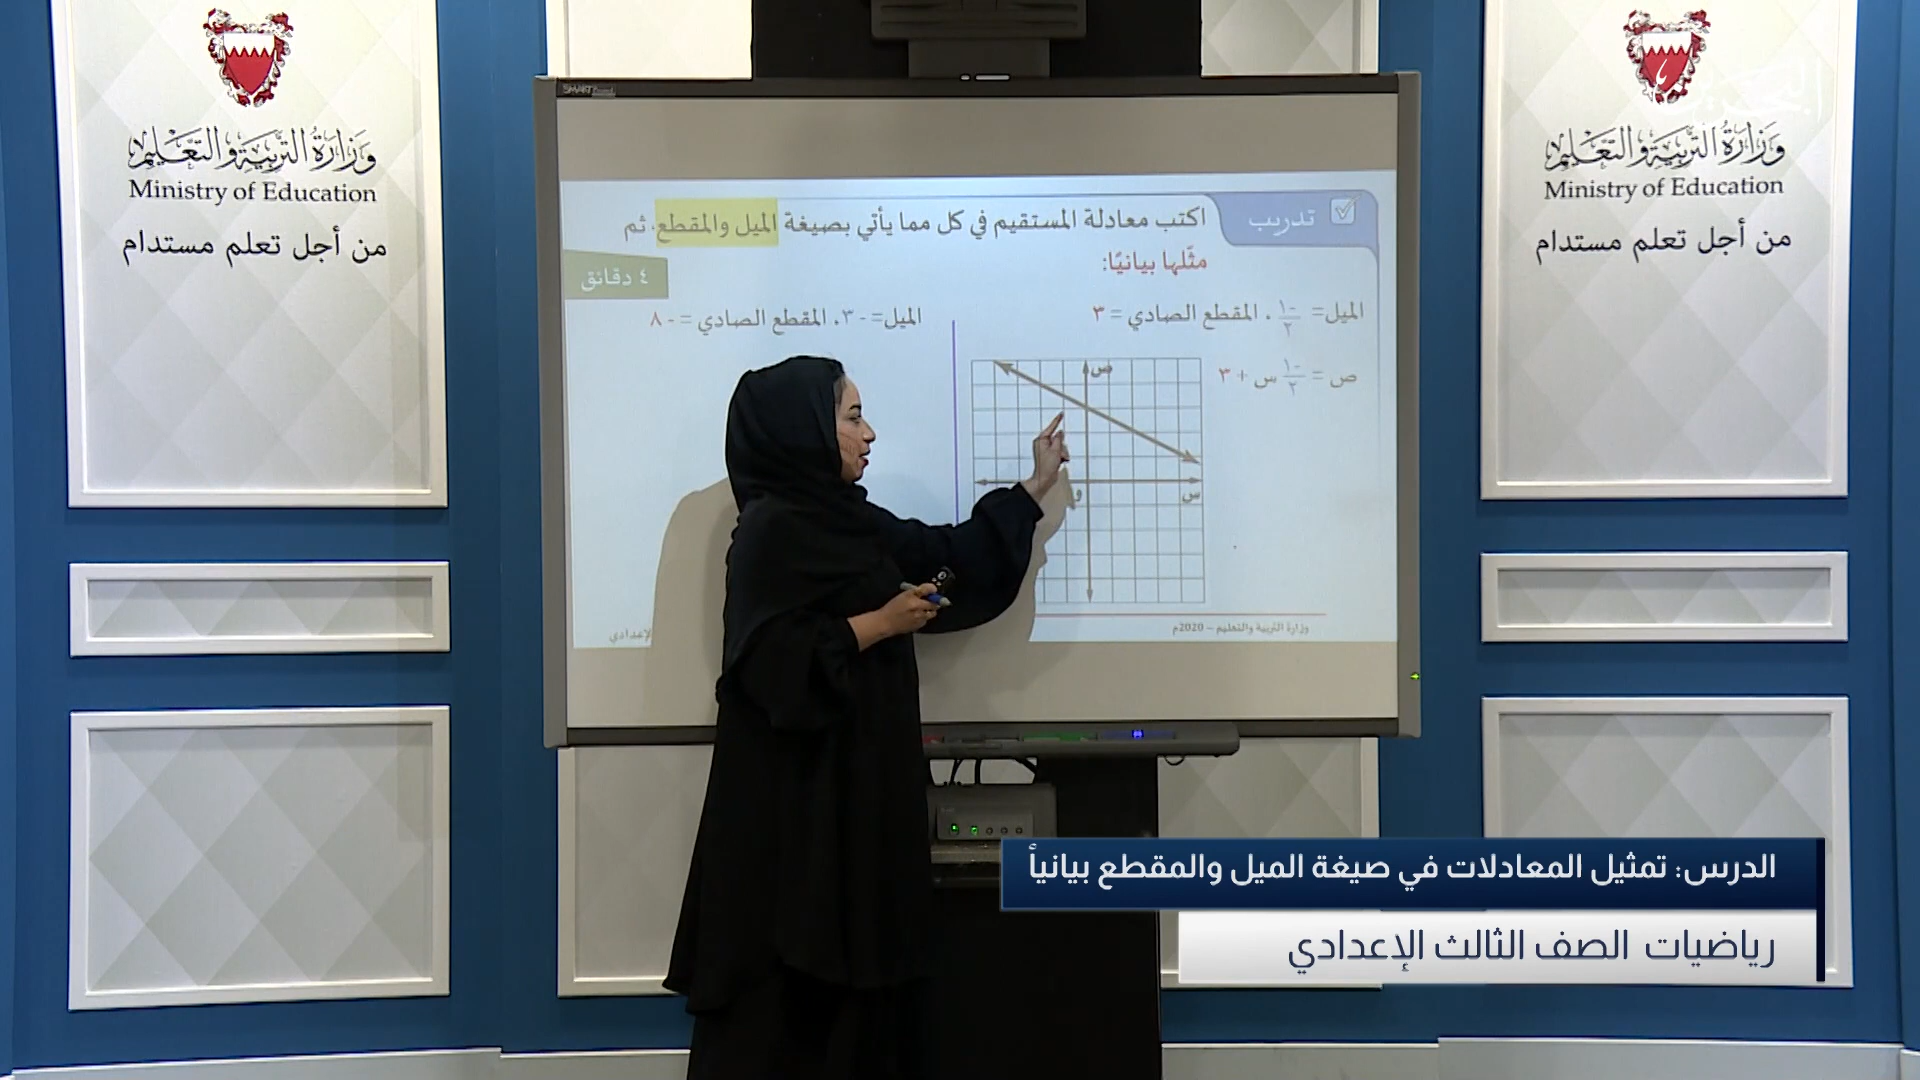 وزارة التربية والتعليم
Ministry of Education
من أجل تعلم مستدام
وزارة التربية والتعليم
Ministry of Education
من أجل تعلم مستدام
SMART
تدريب
اكتب معادلة المستقيم في كل مما يأتي بصيغة الميل والمقطع، ثم
مثّلها بيانيًا:
٤ دقائق
الميل= -١/٢ ، المقطع الصادي = ٣
الميل= -٣، المقطع الصادي = -٨
ص = -١/٢ س + ٣
ص
و
س
وزارة التربية والتعليم – 2020م
الإعدادي
الدرس: تمثيل المعادلات في صيغة الميل والمقطع بيانياً
رياضيات الصف الثالث الإعدادي